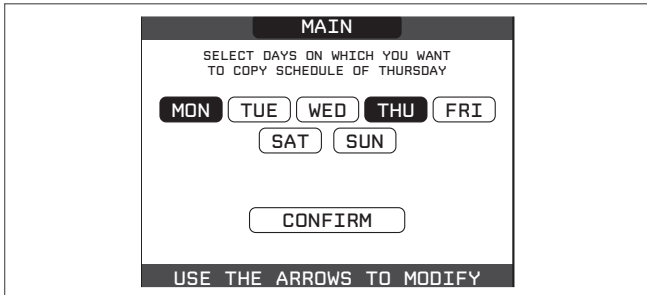 MAIN
SELECT DAYS ON WHICH YOU WANT
TO COPY SCHEDULE OF THURSDAY
MON TUE WED THU FRI
SAT SUN
CONFIRM
USE THE ARROWS TO MODIFY